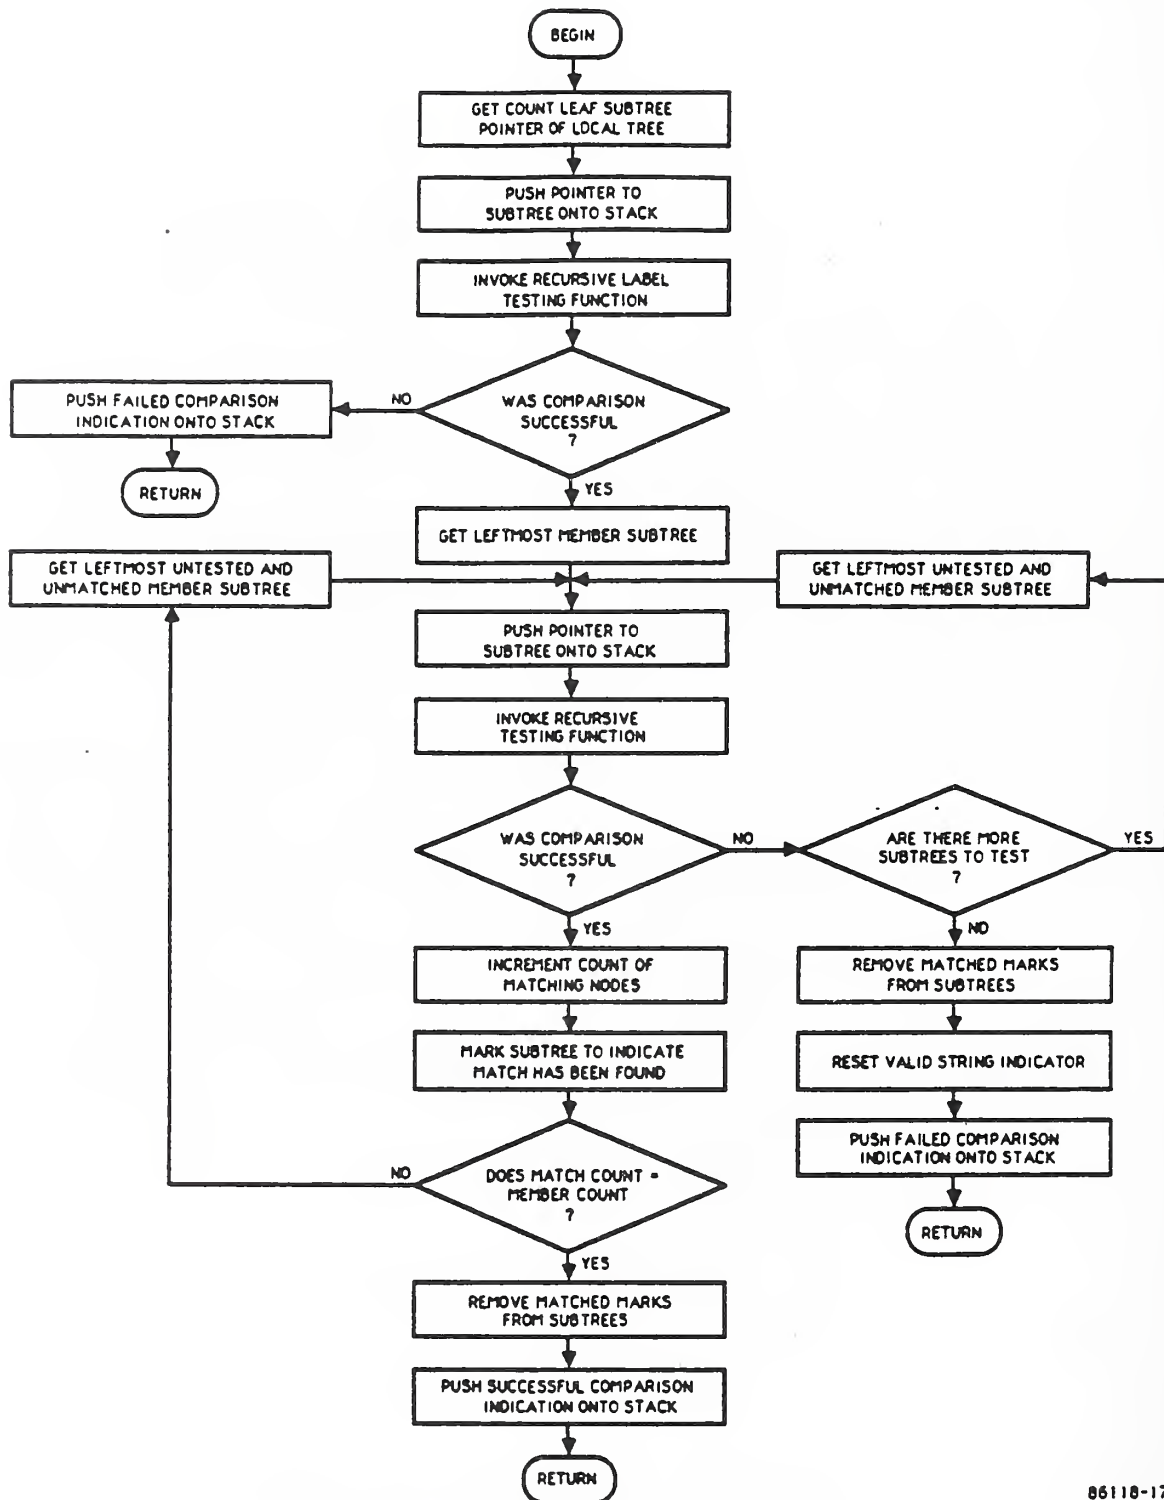 BEGIN
GET COUNT LEAF SUBTREE
POINTER OF LOCAL TREE
PUSH POINTER TO
SUBTREE ONTO STACK
INVOKE RECURSIVE LABEL
TESTING FUNCTION
WAS COMPARISON
SUCCESSFUL
?
NO
PUSH FAILED COMPARISON
INDICATION ONTO STACK
RETURN
YES
GET LEFTMOST MEMBER SUBTREE
GET LEFTMOST UNTESTED AND
UNMATCHED MEMBER SUBTREE
GET LEFTMOST UNTESTED AND
UNMATCHED MEMBER SUBTREE
PUSH POINTER TO
SUBTREE ONTO STACK
INVOKE RECURSIVE
TESTING FUNCTION
WAS COMPARISON
SUCCESSFUL
?
NO
ARE THERE MORE
SUBTREES TO TEST
?
YES
YES
NO
INCREMENT COUNT OF
MATCHING NODES
REMOVE MATCHED MARKS
FROM SUBTREES
MARK SUBTREE TO INDICATE
MATCH HAS BEEN FOUND
RESET VALID STRING INDICATOR
PUSH FAILED COMPARISON
INDICATION ONTO STACK
RETURN
DOES MATCH COUNT =
MEMBER COUNT
?
NO
YES
REMOVE MATCHED MARKS
FROM SUBTREES
PUSH SUCCESSFUL COMPARISON
INDICATION ONTO STACK
RETURN
86118-17